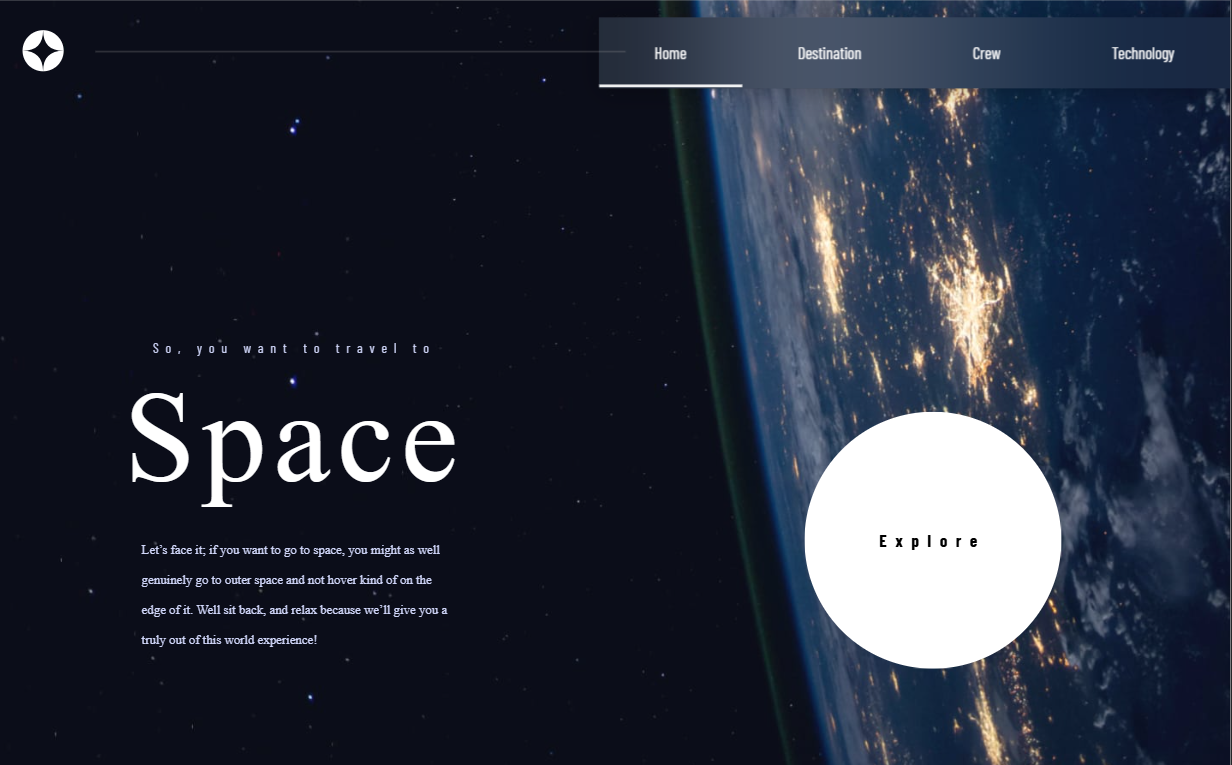 Home Destination Crew Technology
So, you want to travel to
Space
Let’s face it; if you want to go to space, you might as well
genuinely go to outer space and not hover kind of on the
edge of it. Well sit back, and relax because we’ll give you a
truly out of this world experience!
Explore